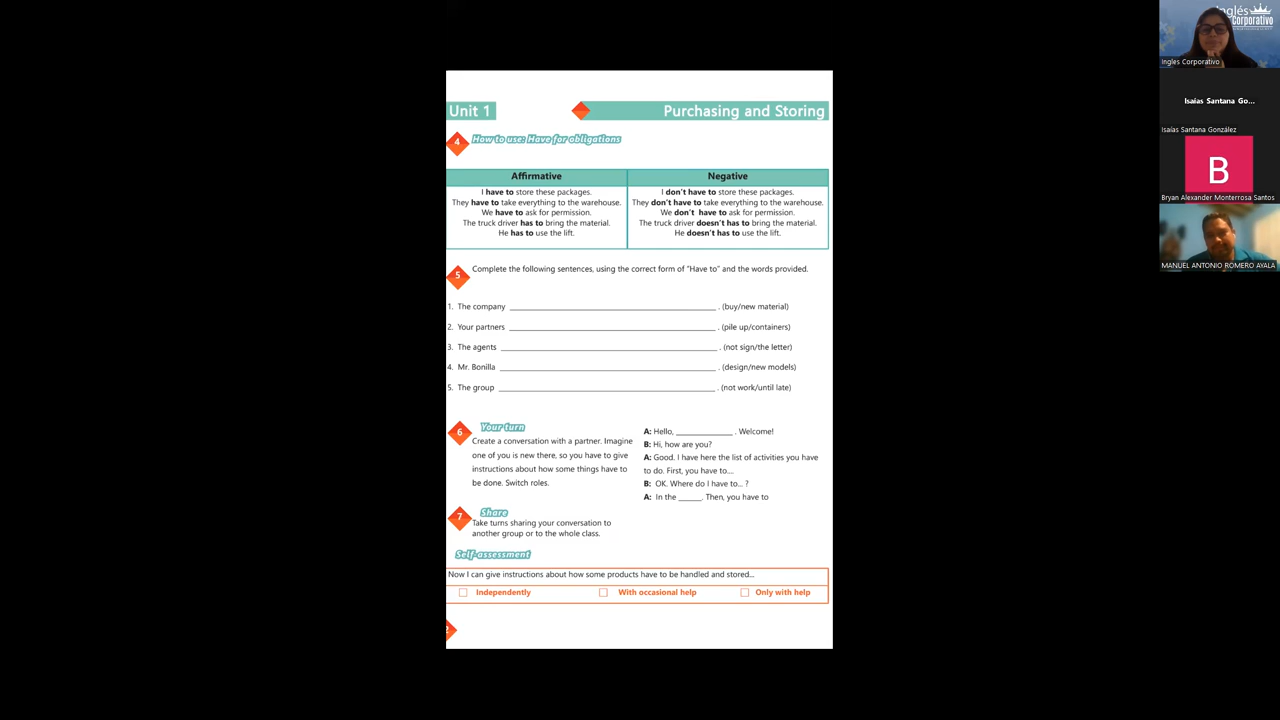 Unit 1
Purchasing and Storing
4
How to use: Have for obligations
Affirmative
I have to store these packages.
They have to take everything to the warehouse.
We have to ask for permission.
The truck driver has to bring the material.
He has to use the lift.
Negative
I don't have to store these packages.
They don't have to take everything to the warehouse.
We don't have to ask for permission.
The truck driver doesn't has to bring the material.
He doesn't has to use the lift.
5
Complete the following sentences, using the correct form of "Have to" and the words provided.
1. The company ____________________ . (buy/new material)
2. Your partners ____________________ . (pile up/containers)
3. The agents ____________________ . (not sign/the letter)
4. Mr. Bonilla ____________________ . (design/new models)
5. The group ____________________ . (not work/until late)
6
Your turn
Create a conversation with a partner. Imagine
one of you is new there, so you have to give
instructions about how some things have to
be done. Switch roles.
A: Hello, ______________ . Welcome!
B: Hi, how are you?
A: Good. I have here the list of activities you have
to do. First, you have to....
B: OK. Where do I have to... ?
A: In the ______. Then, you have to
7
Share
Take turns sharing your conversation to
another group or to the whole class.
Self-assessment
Now I can give instructions about how some products have to be handled and stored...
Independently
With occasional help
Only with help
2
Inglés
Corporativo
Ingles Corporativo
Isaías Santana Go...
Isaías Santana González
B
Bryan Alexander Monterrosa Santos
MANUEL ANTONIO ROMERO AYALA